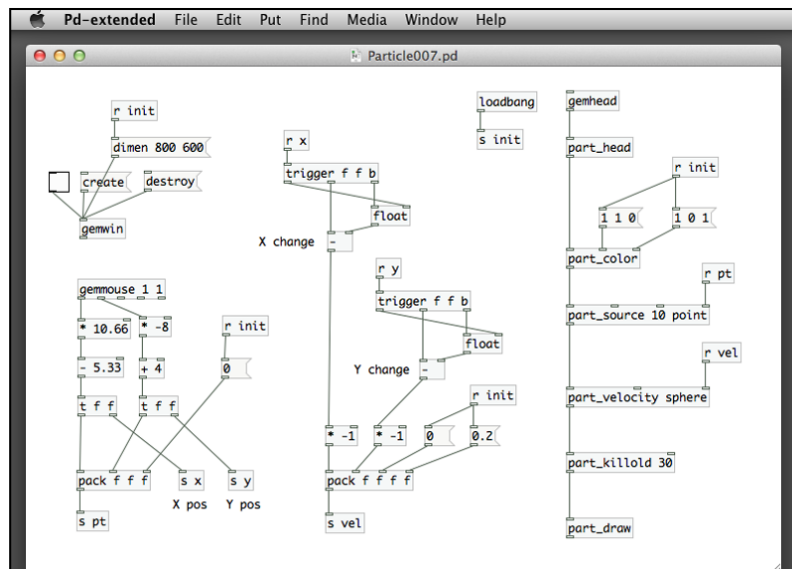 Pd-extended File Edit Put Find Media Window Help
Particle007.pd
r init
dimen 800 600
create
destroy
gemwin
gemmouse 1 1
* 10.66
* -8
r init
- 5.33
+ 4
0
t f f
t f f
pack f f f
s x
s y
X pos
Y pos
s pt
r x
trigger f f b
float
X change
-
r y
trigger f f b
float
Y change
-
r init
* -1
* -1
0
0.2
pack f f f f
s vel
loadbang
s init
gemhead
part_head
r init
1 1 0
1 0 1
part_color
r pt
part_source 10 point
r vel
part_velocity sphere
part_killold 30
part_draw